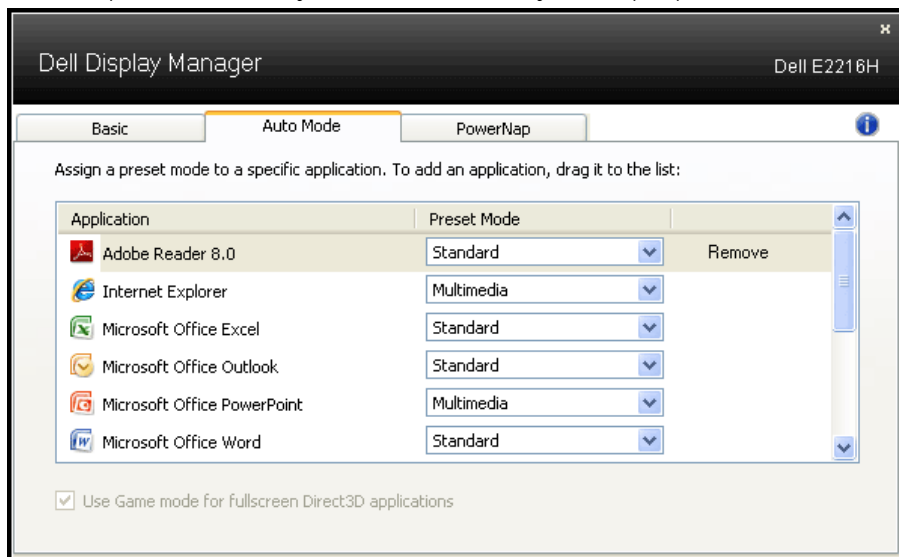 x
Dell Display Manager
Dell E2216H
Basic Auto Mode PowerNap
Assign a preset mode to a specific application. To add an application, drag it to the list:
Application Preset Mode
Adobe Reader 8.0 Standard Remove
Internet Explorer Multimedia
Microsoft Office Excel Standard
Microsoft Office Outlook Standard
Microsoft Office PowerPoint Multimedia
Microsoft Office Word Standard
Use Game mode for fullscreen Direct3D applications